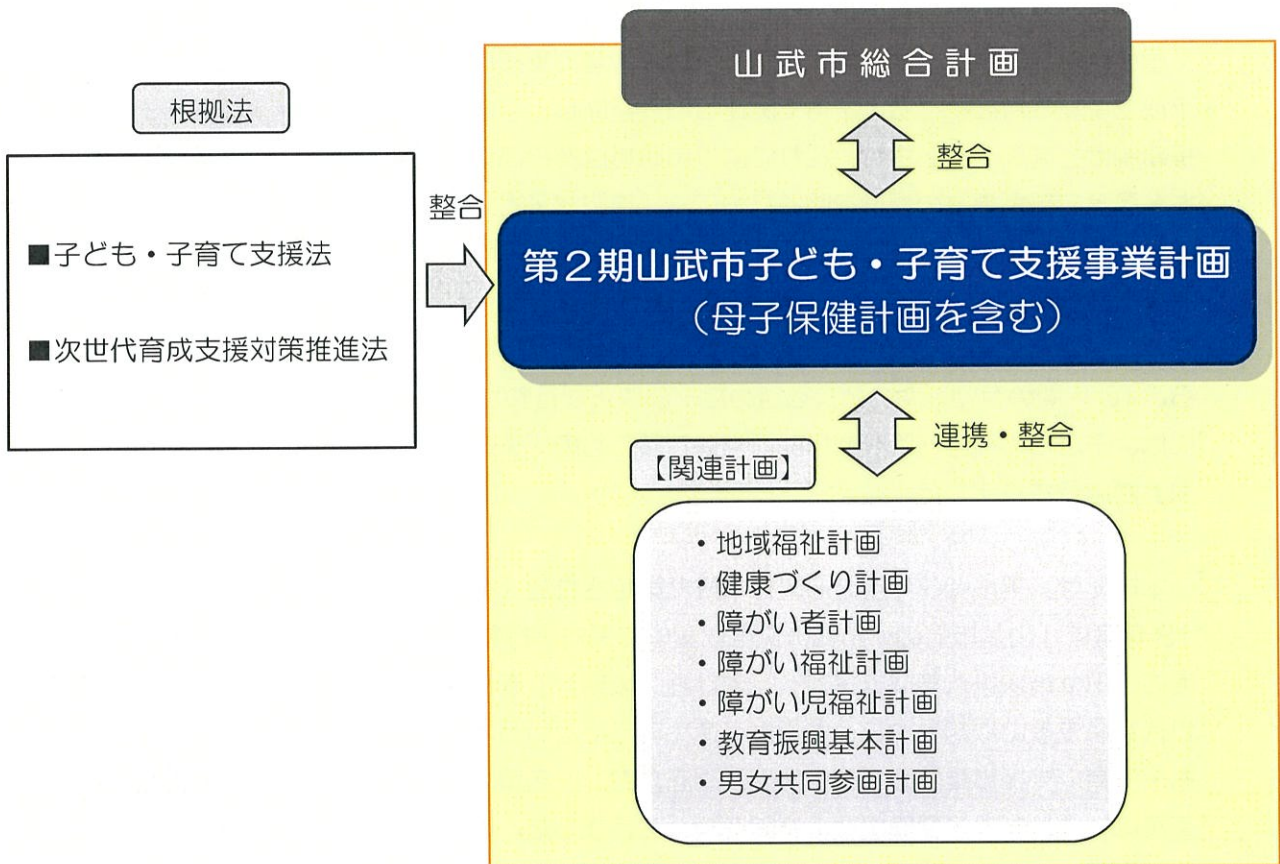 山武市総合計画
根拠法
整合
■子ども・子育て支援法
■次世代育成支援対策推進法
整合
第2期山武市子ども・子育て支援事業計画
（母子保健計画を含む）
連携・整合
【関連計画】
・地域福祉計画
・健康づくり計画
・障がい者計画
・障がい福祉計画
・障がい児福祉計画
・教育振興基本計画
・男女共同参画計画